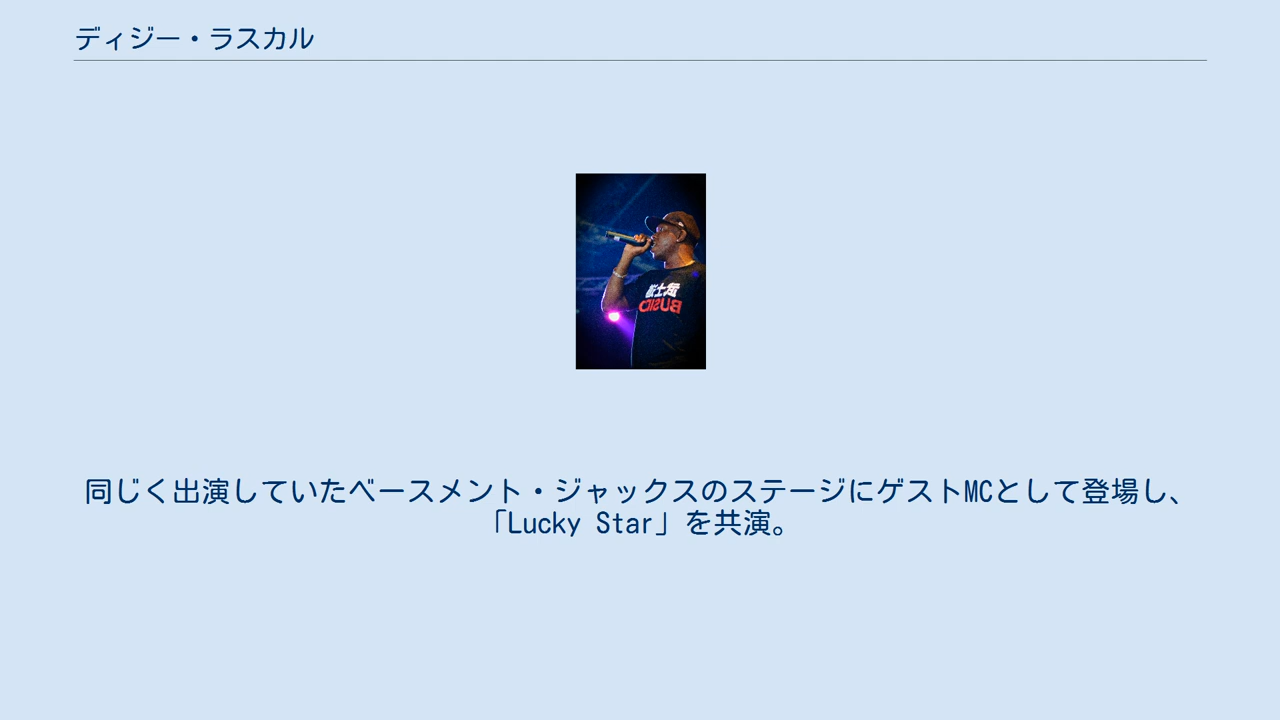 ディジー・ラスカル
同じく出演していたベースメント・ジャックスのステージにゲストMCとして登場し、
「Lucky Star」を共演。